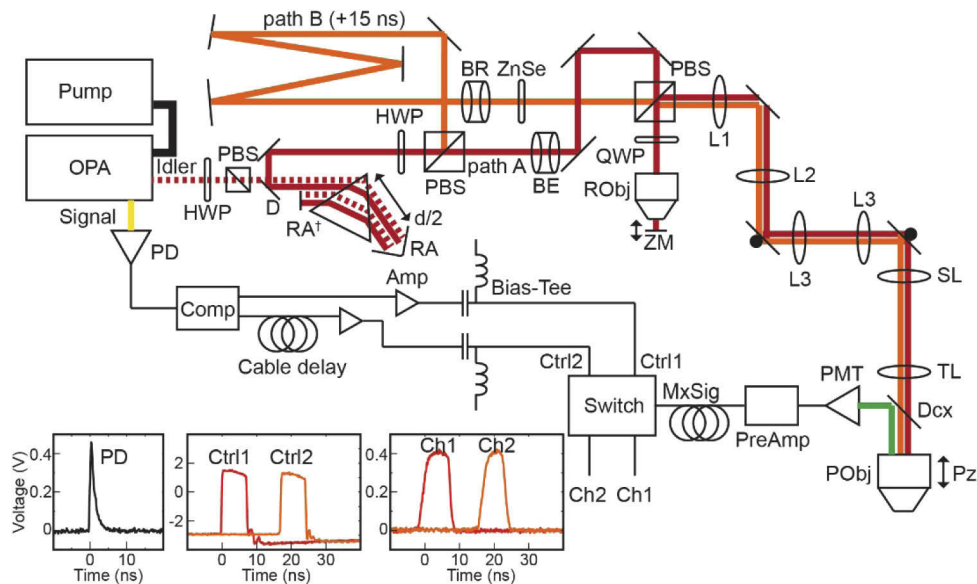 path B (+15 ns)
BR
ZnSe
PBS
L1
Pump
HWP
QWP
L2
OPA
Idler
PBS
path A
PBS
BE
RObj
L3
HWP
D
d/2
ZM
Signal
RA†
RA
L3
PD
SL
Amp
Bias-Tee
Comp
Cable delay
Ctrl2
Ctrl1
TL
PMT
Switch
MxSig
Dcx
PreAmp
Ch2
Ch1
PObj
Pz
Voltage (V)
0.4
0.2
0.0
PD
0
10
Time (ns)
2
0
-2
Ctrl1
Ctrl2
0
10
20
30
Time (ns)
0.4
0.2
0
Ch1
Ch2
0
10
20
30
Time (ns)